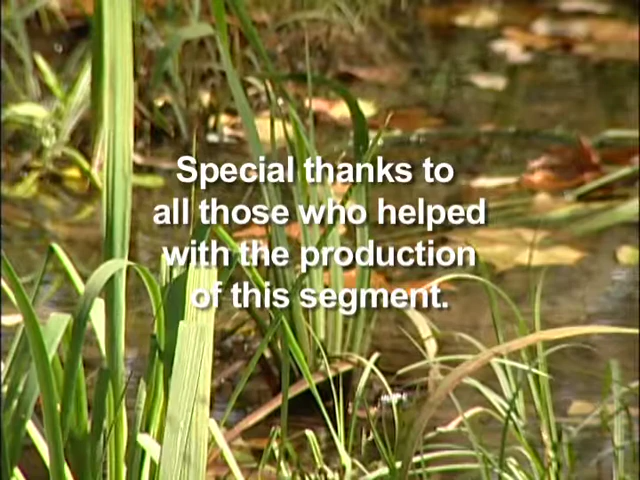 Special thanks to
all those who helped
with the production
of this segment.